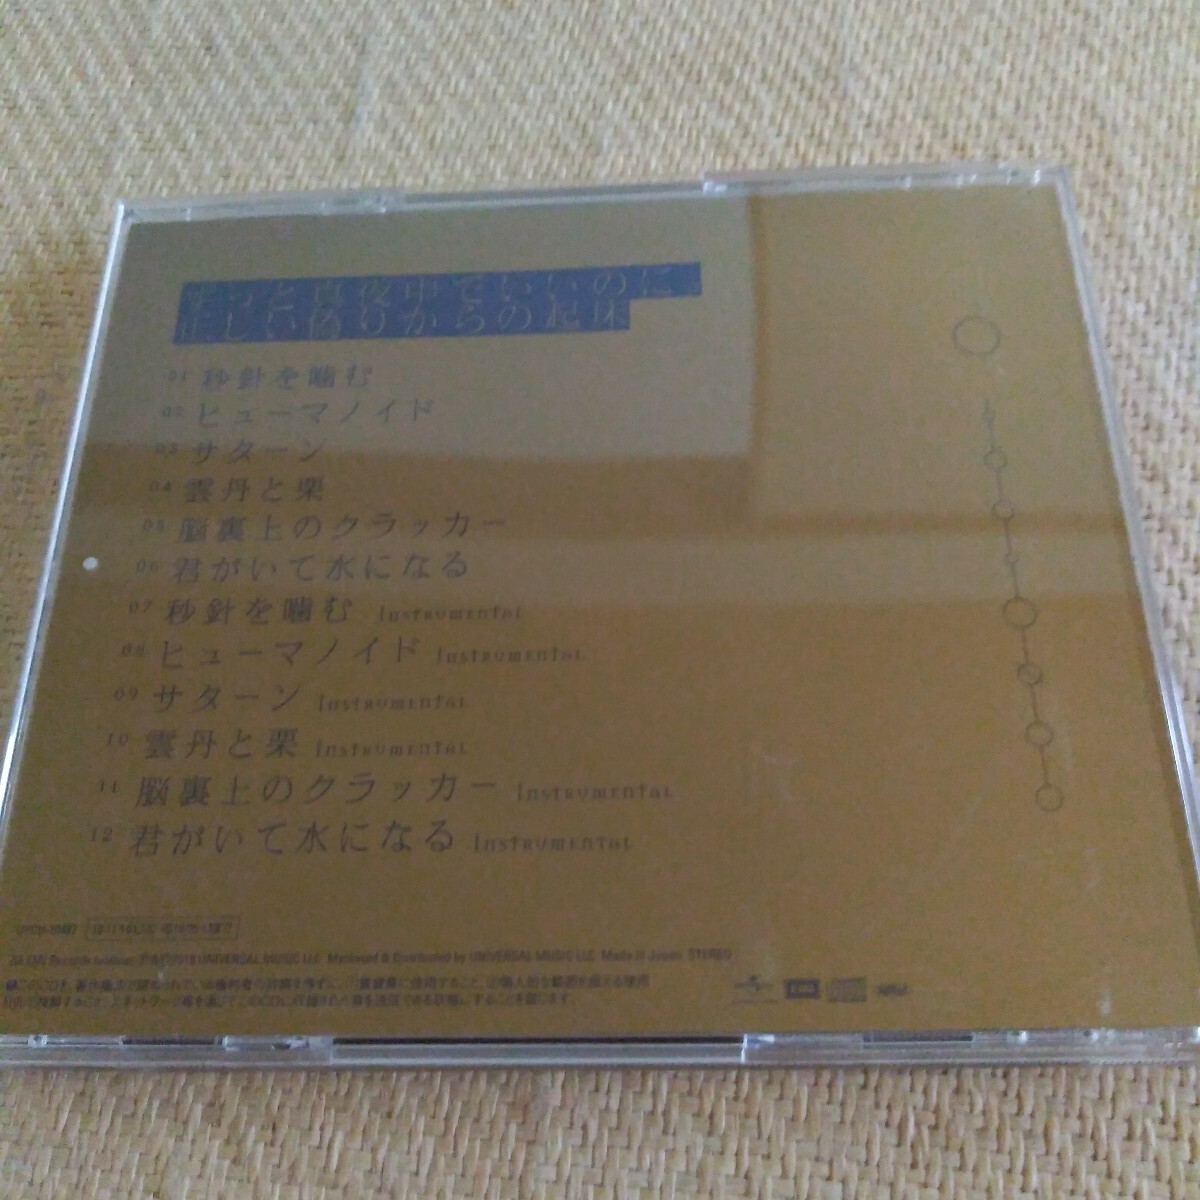 ずっと真夜中でいいのに。
正しい偽りからの起床
01 秒針を噛む
02 ヒューマノイド
03 サターン
04 雲丹と栗
05 脳裏上のクラッカー
06 君がいて水になる
07 秒針を噛む Instrumental
08 ヒューマノイド Instrumental
09 サターン Instrumental
10 雲丹と栗 Instrumental
11 脳裏上のクラッカー Instrumental
12 君がいて水になる Instrumental
2018 UNIVERSAL MUSIC LLC Marketed & Distributed by UNIVERSAL MUSIC LLC Made in Japan STEREO
EMI